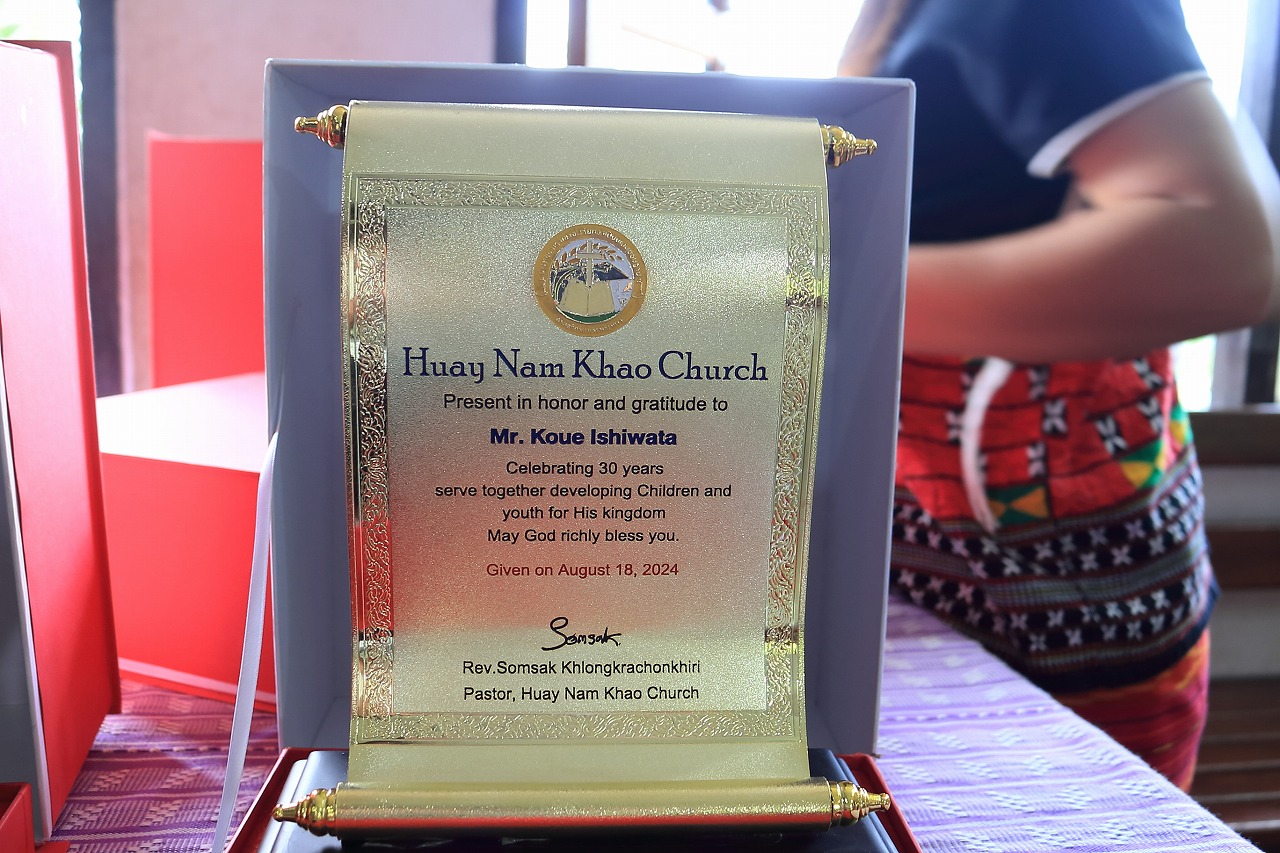 Huay Nam Khao Church
Present in honor and gratitude to
Mr. Koue Ishiwata
Celebrating 30 years
serve together developing Children and
youth for His kingdom
May God richly bless you.
Given on August 18, 2024
Somsak
Rev.Somsak Khlongkrachonkhiri
Pastor, Huay Nam Khao Church